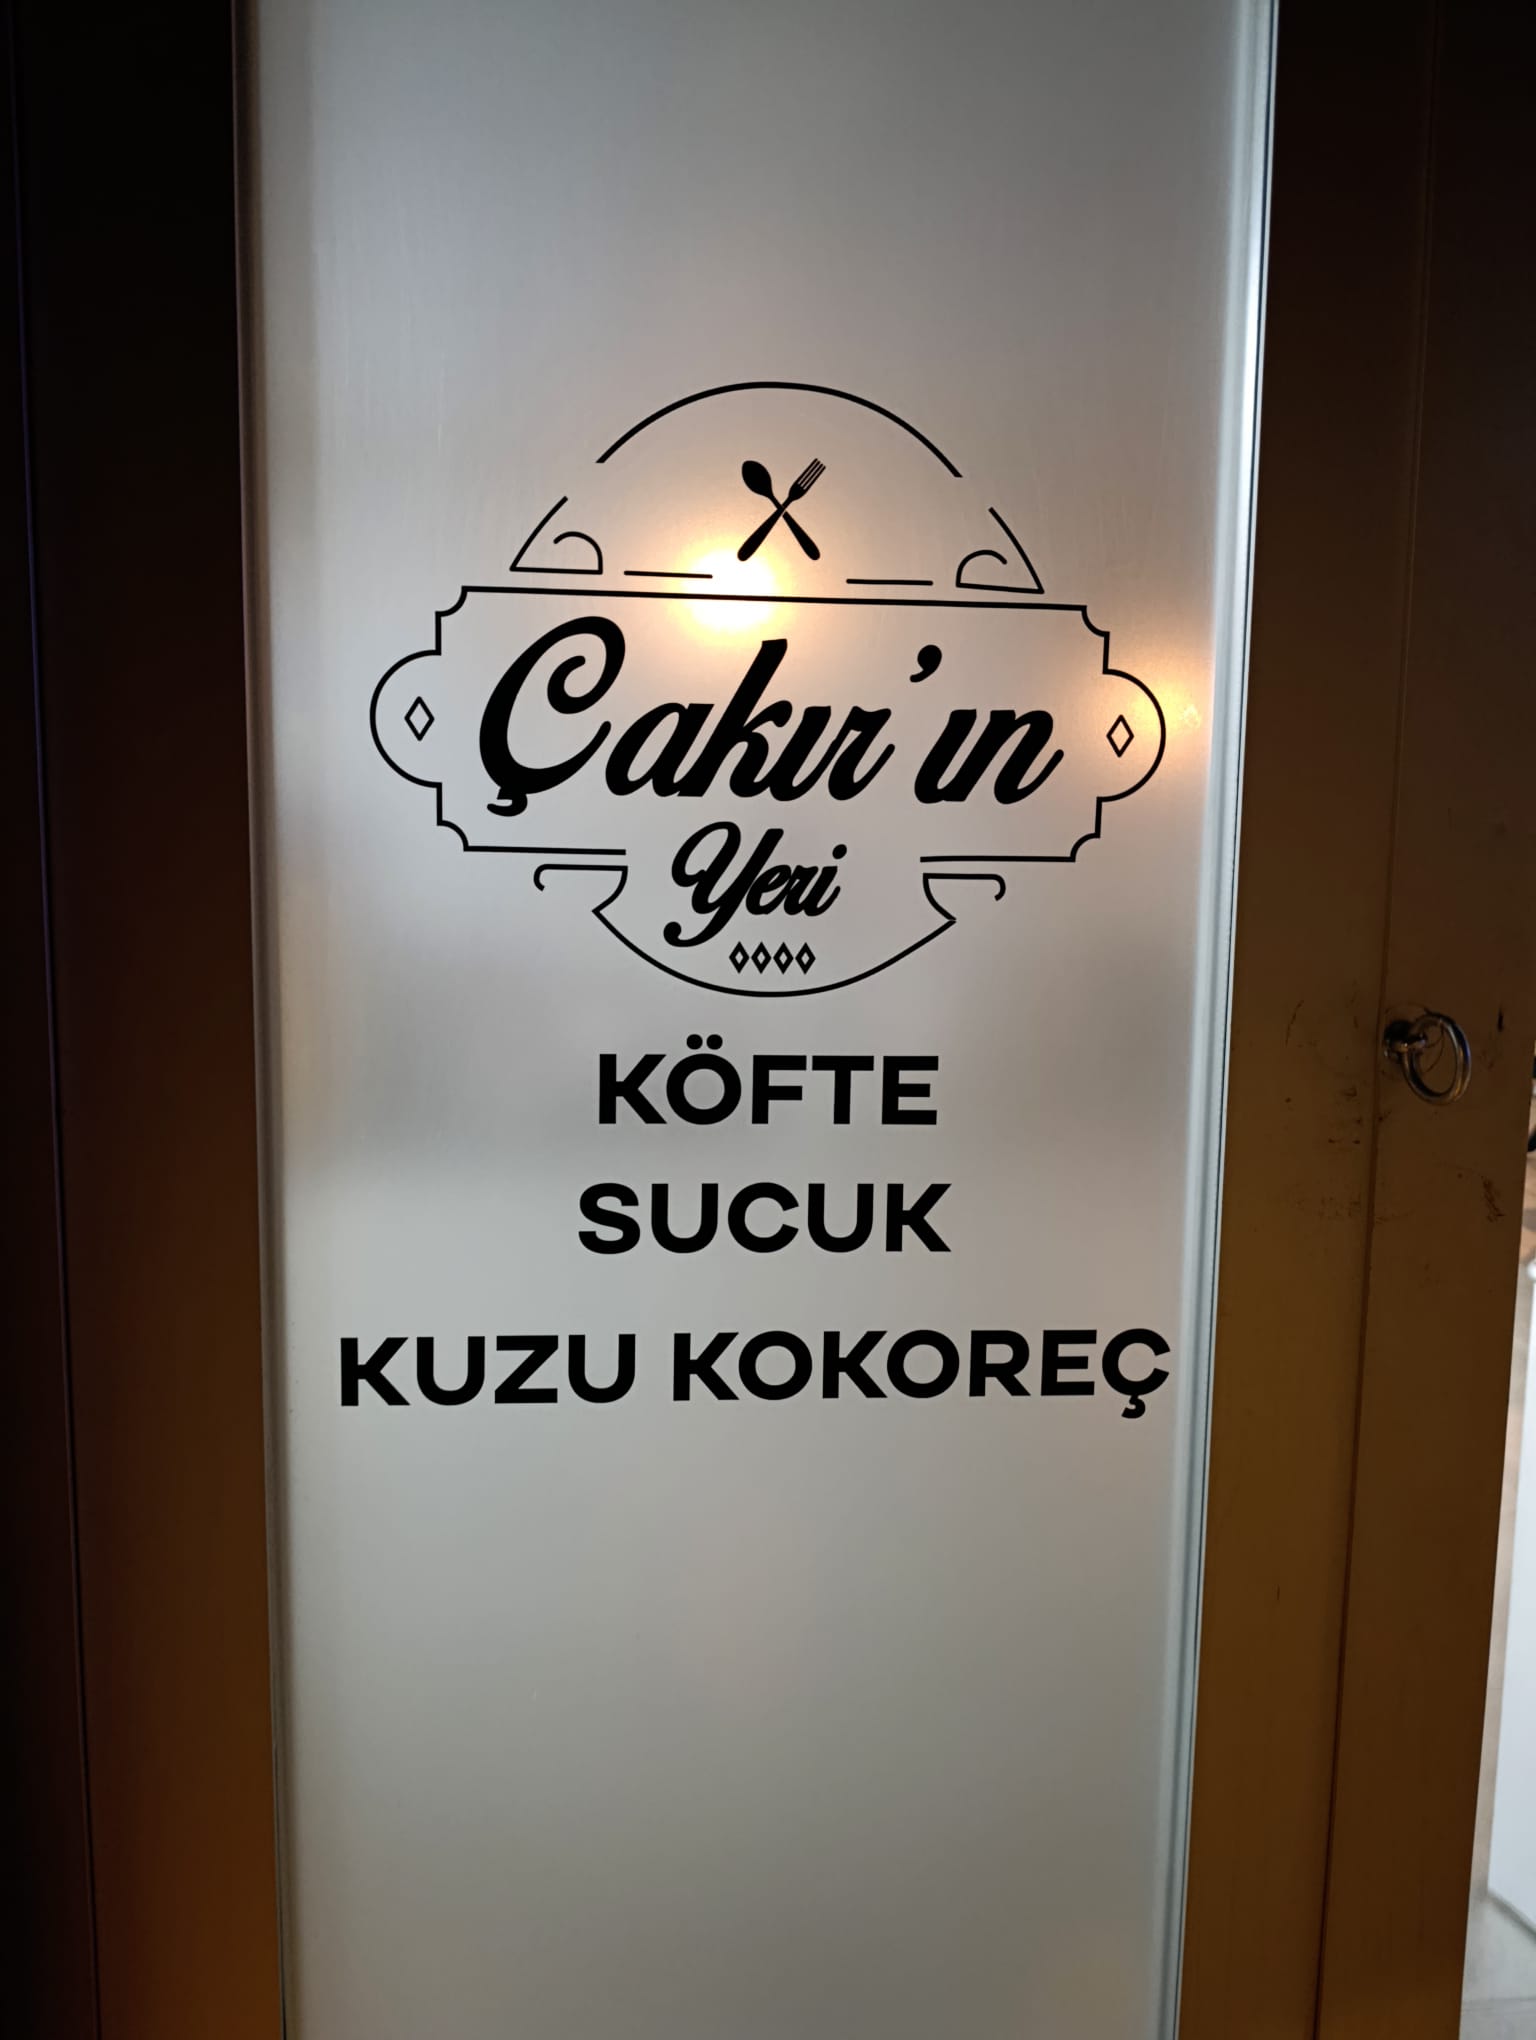 Çakır'ın
Yeri
KÖFTE
SUCUK
KUZU KOKOREÇ